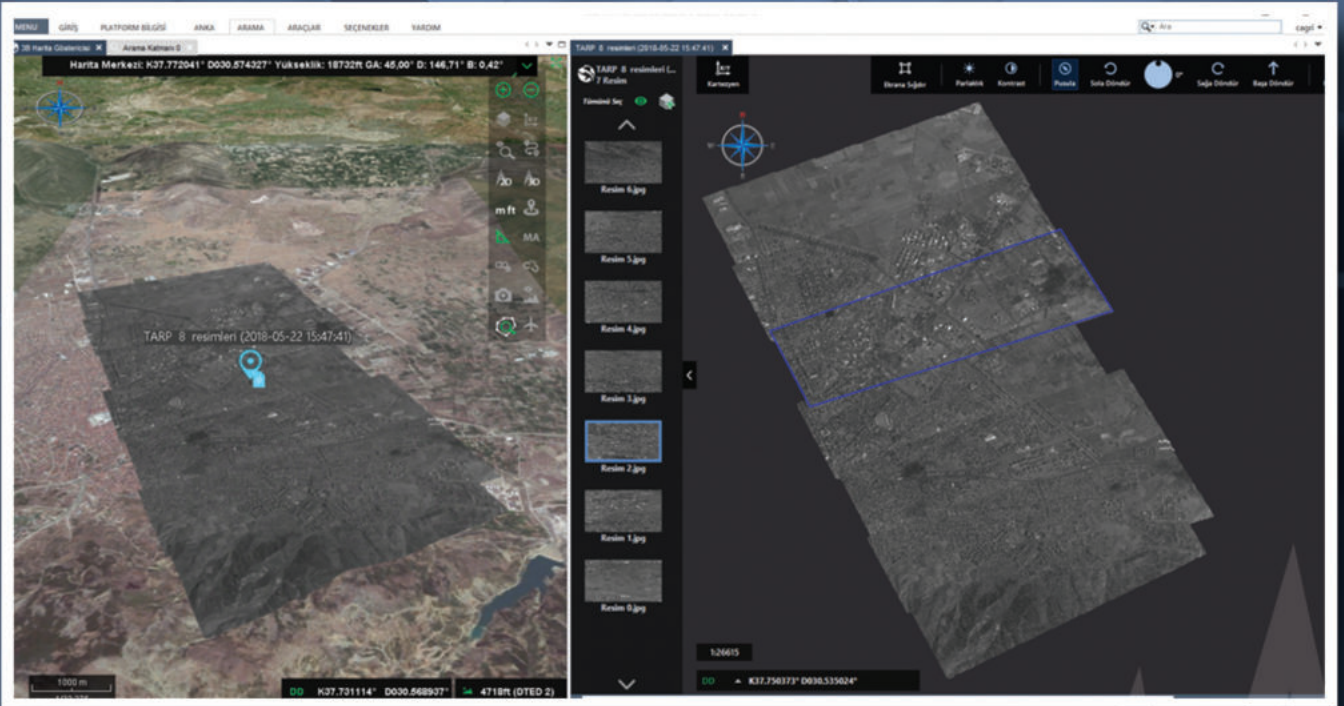 MENU GİRİŞ PLATFORM BİLGİSİ ANKA ARAMA ARAÇLAR SEÇENEKLER YARDIM
Ara
cagri
3B Harita Göstericisi
Arama Katmanı 0
Harita Merkezi: K37.772041° D030.574327° Yükseklik: 18732ft GA: 45,00° D: 146,71° B: 0,42°
2D
3D
m ft
MA
TARP 8 resimleri (2018-05-22 15:47:41)
1000 m
DD K37.731114° D030.568937° 4718ft (DTED 2)
TARP 8 resimleri (2018-05-22 15:47:41)
TARP 8 resimleri (...
7 Resim
Tümünü Seç
Resim 6.jpg
Resim 5.jpg
Resim 4.jpg
Resim 3.jpg
Resim 2.jpg
Resim 1.jpg
Resim 0.jpg
Kartezyen
Ekrana Sığdır Parlaklık Kontrast Pusula Sola Döndür 0° Sağa Döndür Başa Döndür
1:26615
DD K37.750373° D030.535024°